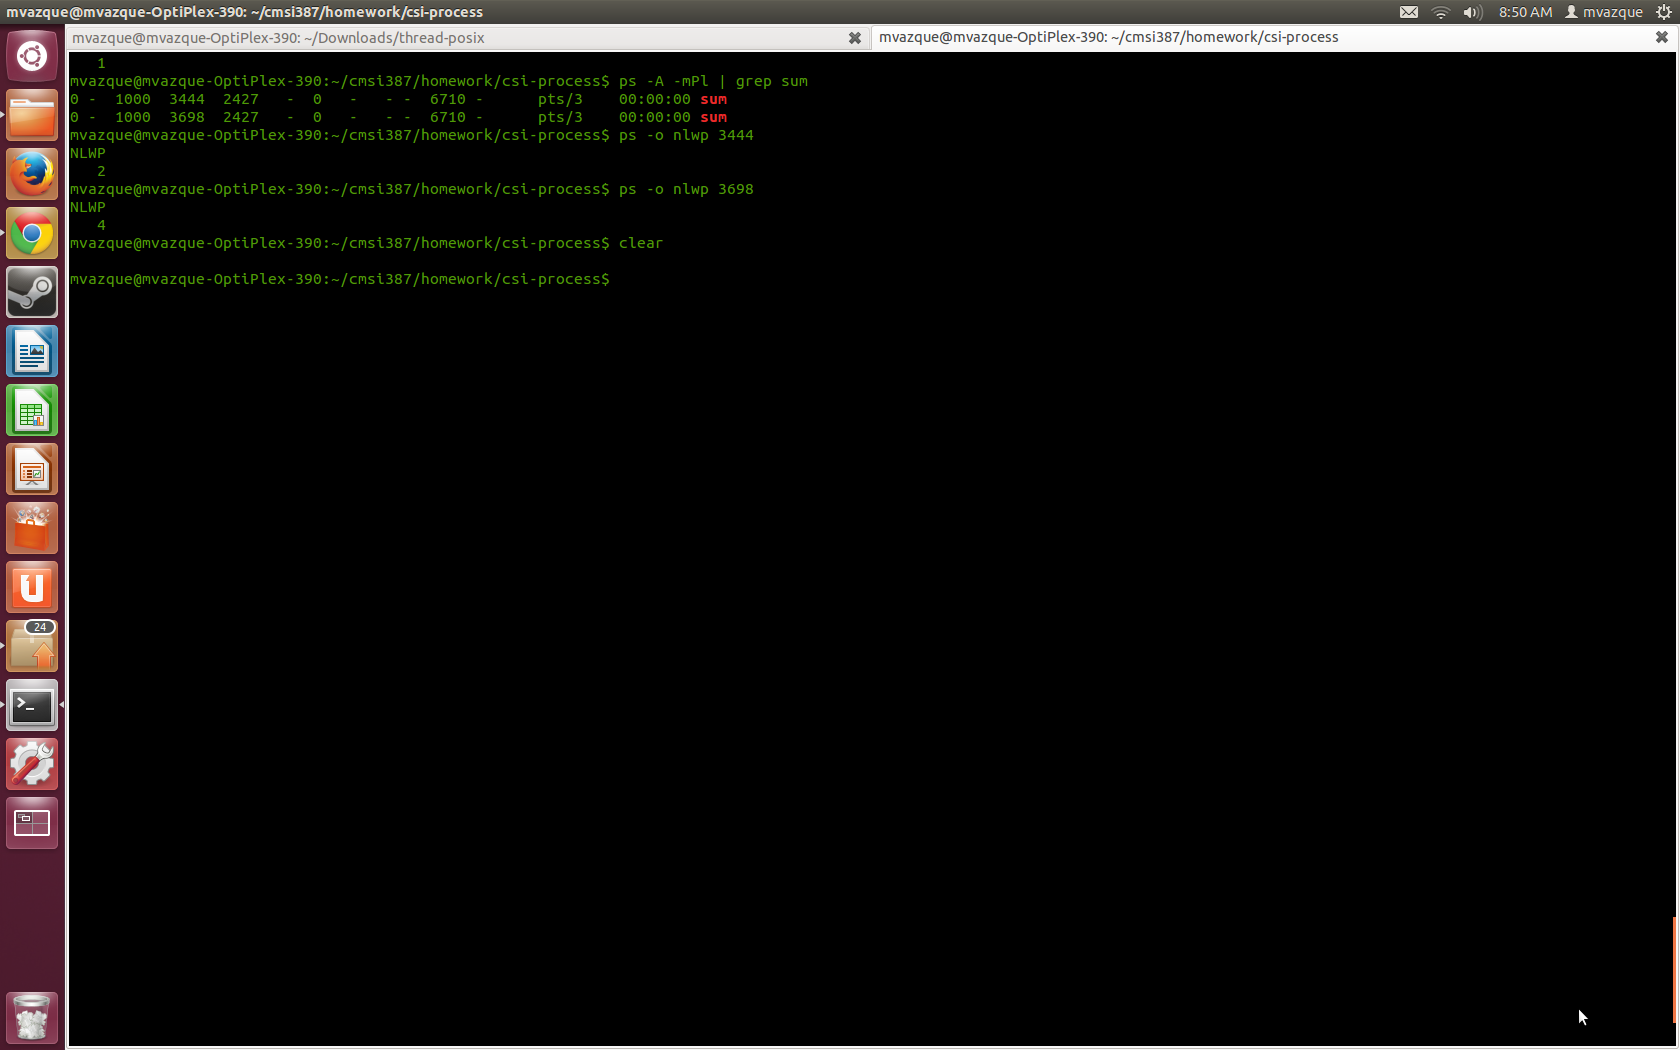 mvazque@mvazque-OptiPlex-390: ~/cmsi387/homework/csi-process
8:50 AM mvazque
mvazque@mvazque-OptiPlex-390: ~/Downloads/thread-posix
mvazque@mvazque-OptiPlex-390: ~/cmsi387/homework/csi-process
1
mvazque@mvazque-OptiPlex-390:~/cmsi387/homework/csi-process$ ps -A -mPl | grep sum
0 -  1000  3444  2427   -  0   -   - -  6710 -      pts/3    00:00:00 sum
0 -  1000  3698  2427   -  0   -   - -  6710 -      pts/3    00:00:00 sum
mvazque@mvazque-OptiPlex-390:~/cmsi387/homework/csi-process$ ps -o nlwp 3444
NLWP
2
mvazque@mvazque-OptiPlex-390:~/cmsi387/homework/csi-process$ ps -o nlwp 3698
NLWP
4
mvazque@mvazque-OptiPlex-390:~/cmsi387/homework/csi-process$ clear
mvazque@mvazque-OptiPlex-390:~/cmsi387/homework/csi-process$
24